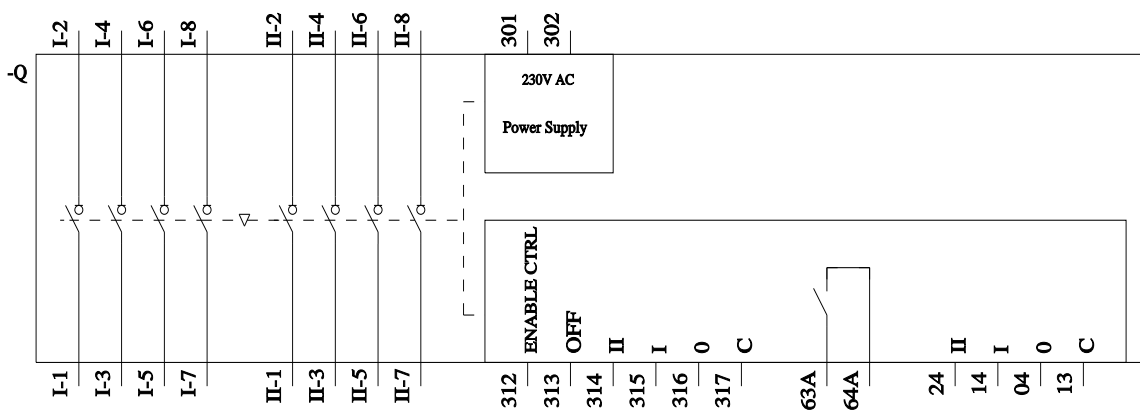 I-2
I-4
I-6
I-8
II-2
II-4
II-6
II-8
301
302
-Q
230V AC
Power Supply
ENABLE CTRL
OFF
II
I
0
C
II
I
0
C
I-1
I-3
I-5
I-7
II-1
II-3
II-5
II-7
312
313
314
315
316
317
63A
64A
24
14
04
13